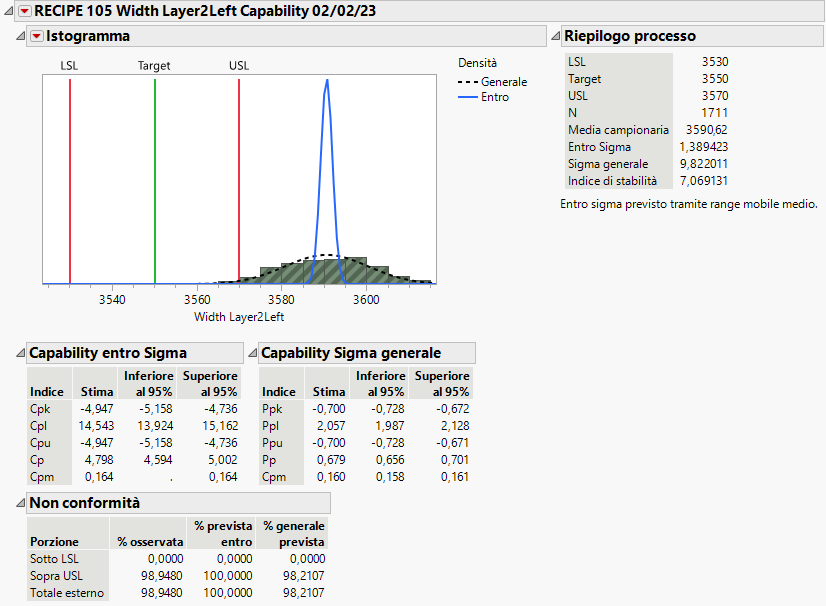 RECIPE 105 Width Layer2Left Capability 02/02/23
Istogramma
LSL Target USL
3540 3560 3580 3600
Width Layer2Left
Densità
Generale
Entro
Riepilogo processo
LSL 3530
Target 3550
USL 3570
N 1711
Media campionaria 3590,62
Entro Sigma 1,389423
Sigma generale 9,822011
Indice di stabilità 7,069131
Entro sigma previsto tramite range mobile medio.
Capability entro Sigma
Inferiore Superiore
Indice Stima al 95% al 95%
Cpk -4,947 -5,158 -4,736
Cpl 14,543 13,924 15,162
Cpu -4,947 -5,158 -4,736
Cp 4,798 4,594 5,002
Cpm 0,164 . 0,164
Capability Sigma generale
Inferiore Superiore
Indice Stima al 95% al 95%
Ppk -0,700 -0,728 -0,672
Ppl 2,057 1,987 2,128
Ppu -0,700 -0,728 -0,671
Pp 0,679 0,656 0,701
Cpm 0,160 0,158 0,161
Non conformità
% prevista % generale
Porzione % osservata entro prevista
Sotto LSL 0,0000 0,0000 0,0000
Sopra USL 98,9480 100,0000 98,2107
Totale esterno 98,9480 100,0000 98,2107